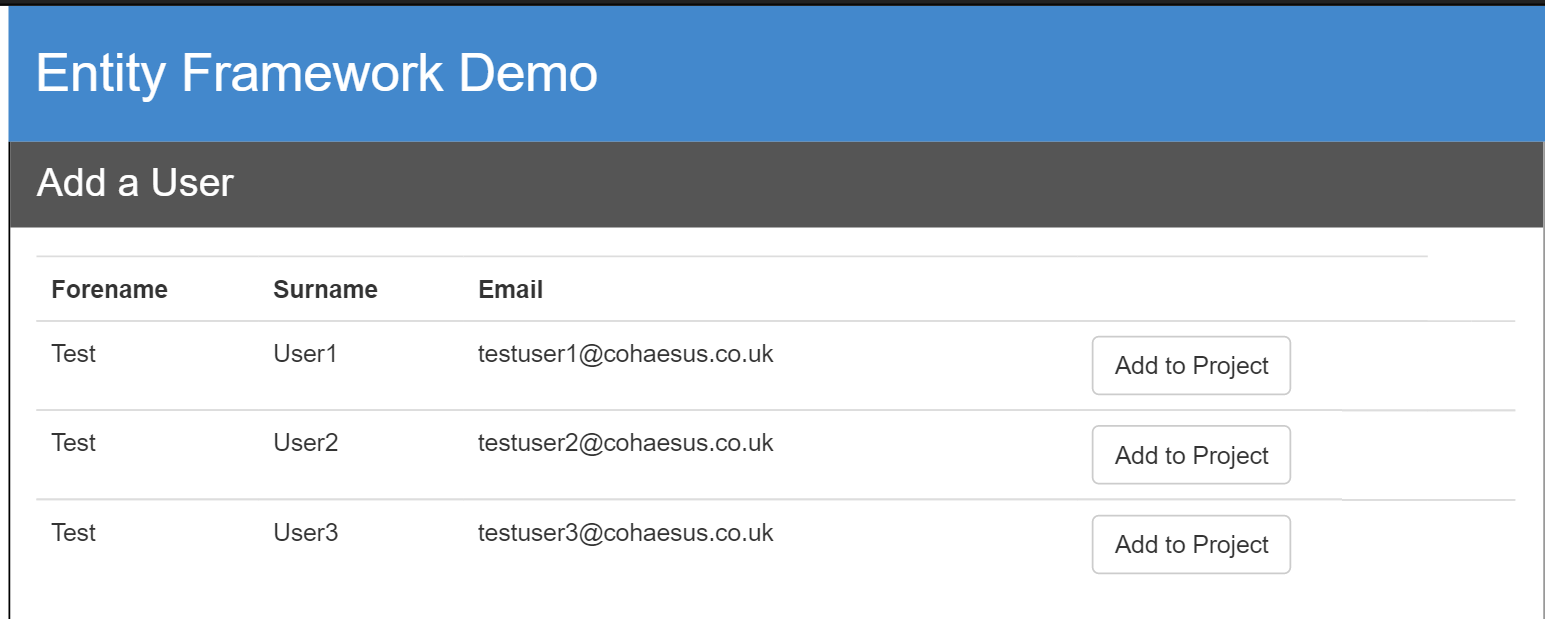 Entity Framework Demo
Add a User
Forename Surname Email
Test User1 testuser1@cohaesus.co.uk Add to Project
Test User2 testuser2@cohaesus.co.uk Add to Project
Test User3 testuser3@cohaesus.co.uk Add to Project